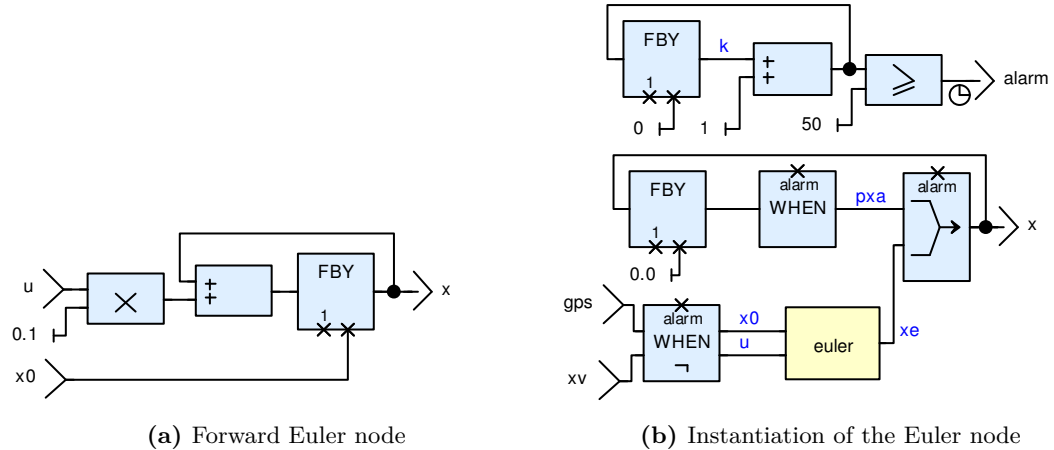 FBY
k
+
+
1
≥
alarm
0
1
50
FBY
alarm
WHEN
pxa
alarm
1
x
0.0
FBY
u
×
+
+
x
1
0.1
x0
gps
alarm
WHEN
¬
x0
u
euler
xe
xv
(a) Forward Euler node
(b) Instantiation of the Euler node